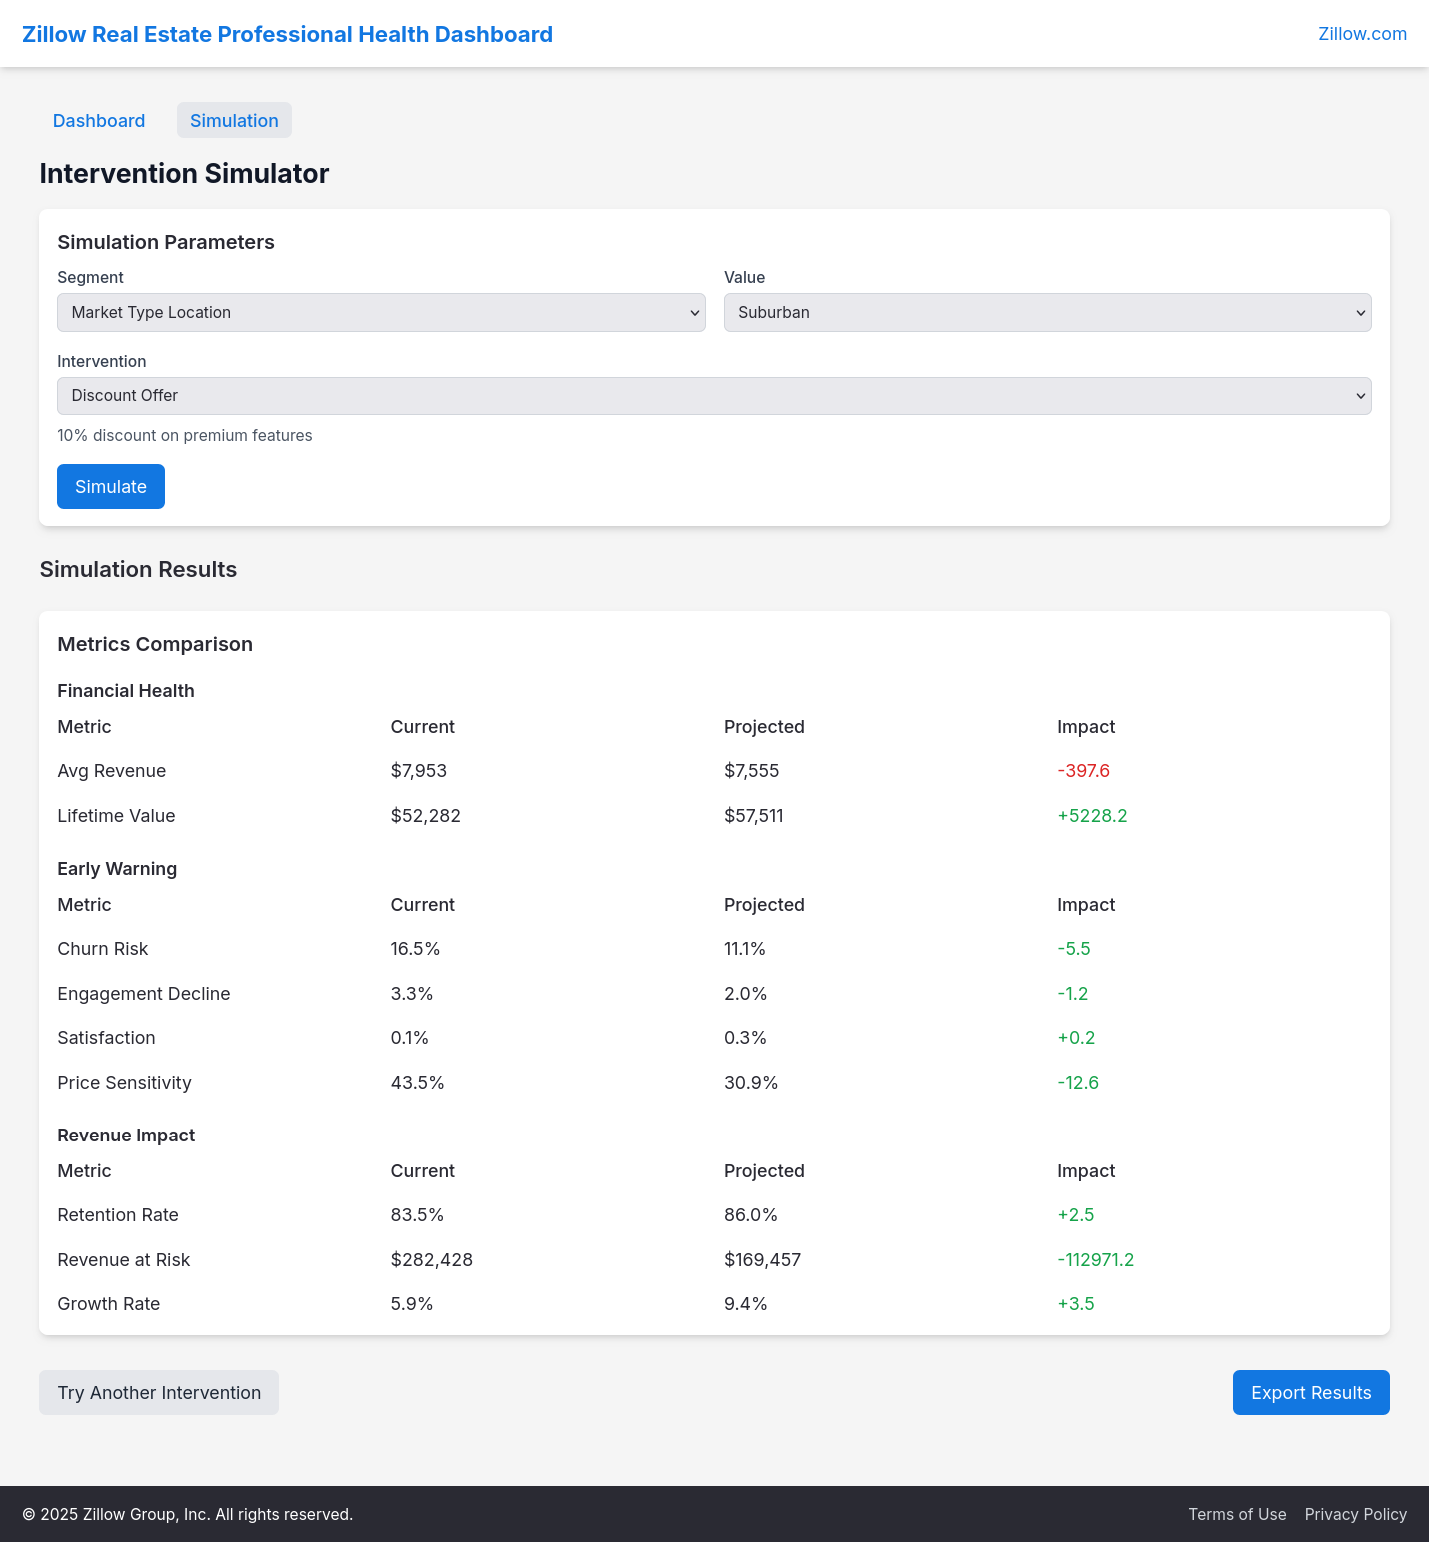 Zillow Real Estate Professional Health Dashboard
Zillow.com
Dashboard
Simulation
Intervention Simulator
Simulation Parameters
Segment
Value
Market Type Location
Suburban
Intervention
Discount Offer
10% discount on premium features
Simulate
Simulation Results
Metrics Comparison
Financial Health
Metric Current Projected Impact
Avg Revenue $7,953 $7,555 -397.6
Lifetime Value $52,282 $57,511 +5228.2
Early Warning
Metric Current Projected Impact
Churn Risk 16.5% 11.1% -5.5
Engagement Decline 3.3% 2.0% -1.2
Satisfaction 0.1% 0.3% +0.2
Price Sensitivity 43.5% 30.9% -12.6
Revenue Impact
Metric Current Projected Impact
Retention Rate 83.5% 86.0% +2.5
Revenue at Risk $282,428 $169,457 -112971.2
Growth Rate 5.9% 9.4% +3.5
Try Another Intervention
Export Results
© 2025 Zillow Group, Inc. All rights reserved.
Terms of Use Privacy Policy